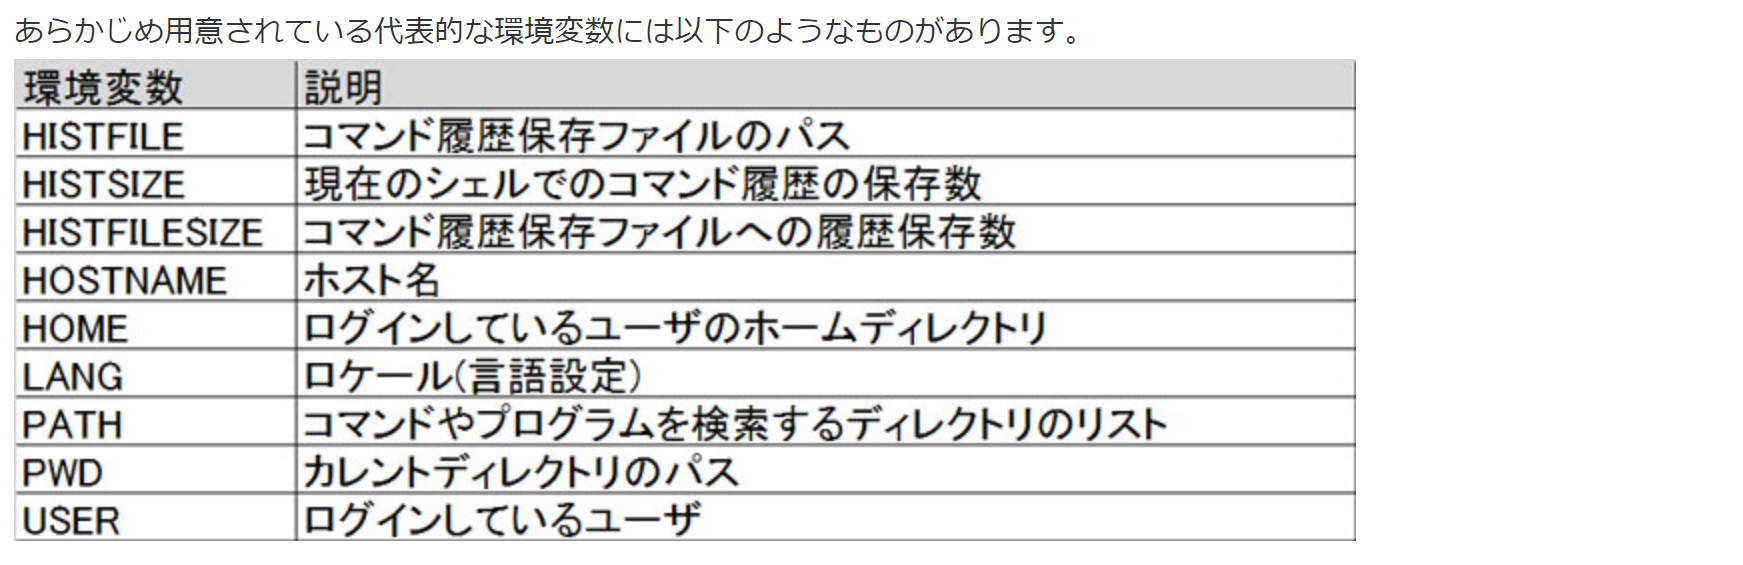 あらかじめ用意されている代表的な環境変数には以下のようなものがあります。
環境変数 説明
HISTFILE コマンド履歴保存ファイルのパス
HISTSIZE 現在のシェルでのコマンド履歴の保存数
HISTFILESIZE コマンド履歴保存ファイルへの履歴保存数
HOSTNAME ホスト名
HOME ログインしているユーザのホームディレクトリ
LANG ロケール(言語設定)
PATH コマンドやプログラムを検索するディレクトリのリスト
PWD カレントディレクトリのパス
USER ログインしているユーザ